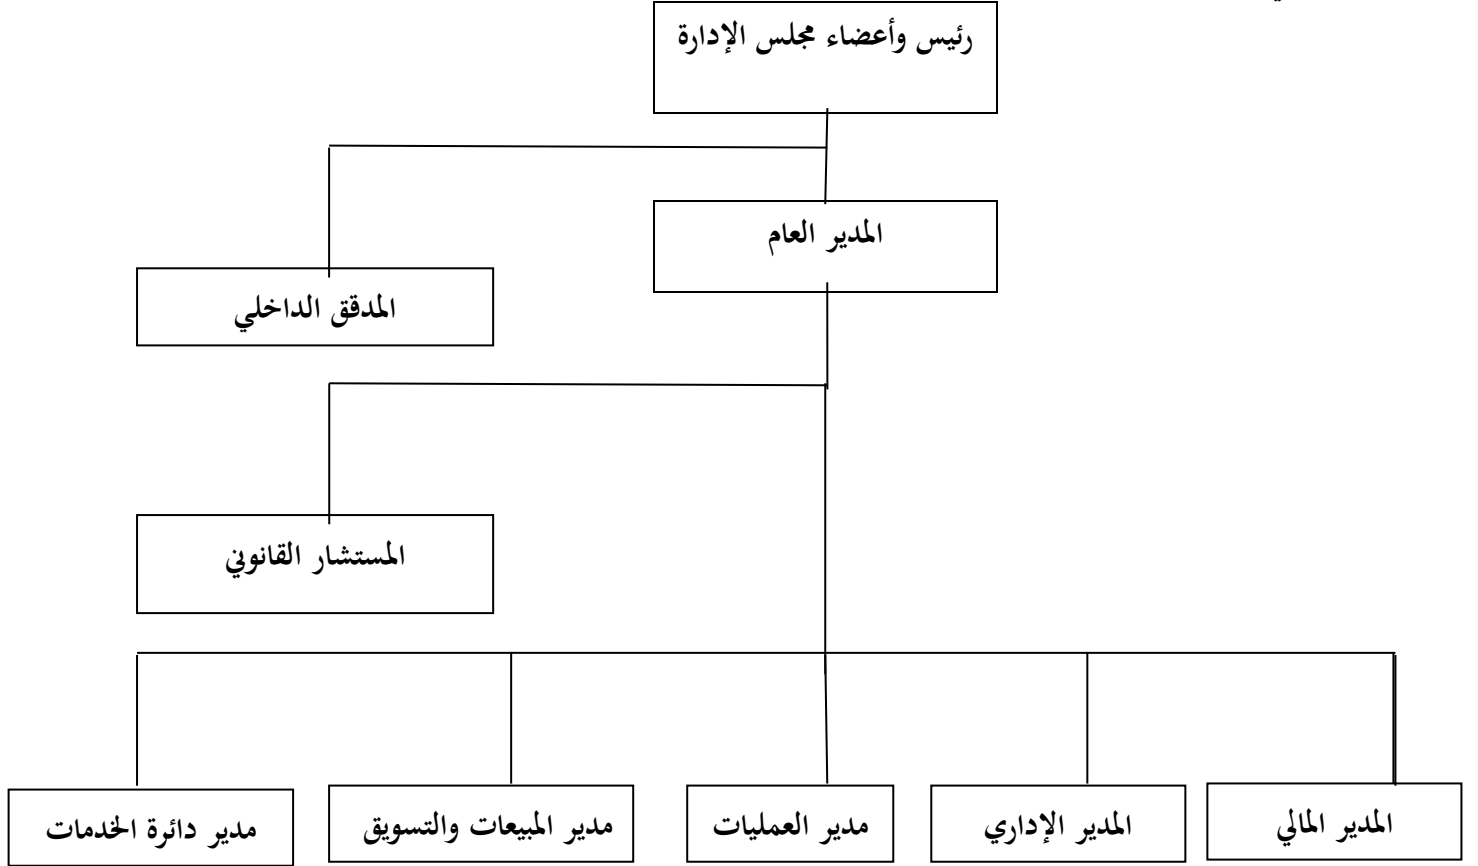 رئيس وأعضاء مجلس الإدارة
المدير العام
المدقق الداخلي
المستشار القانوني
المدير المالي
المدير الإداري
مدير العمليات
مدير المبيعات والتسويق
مدير دائرة الخدمات